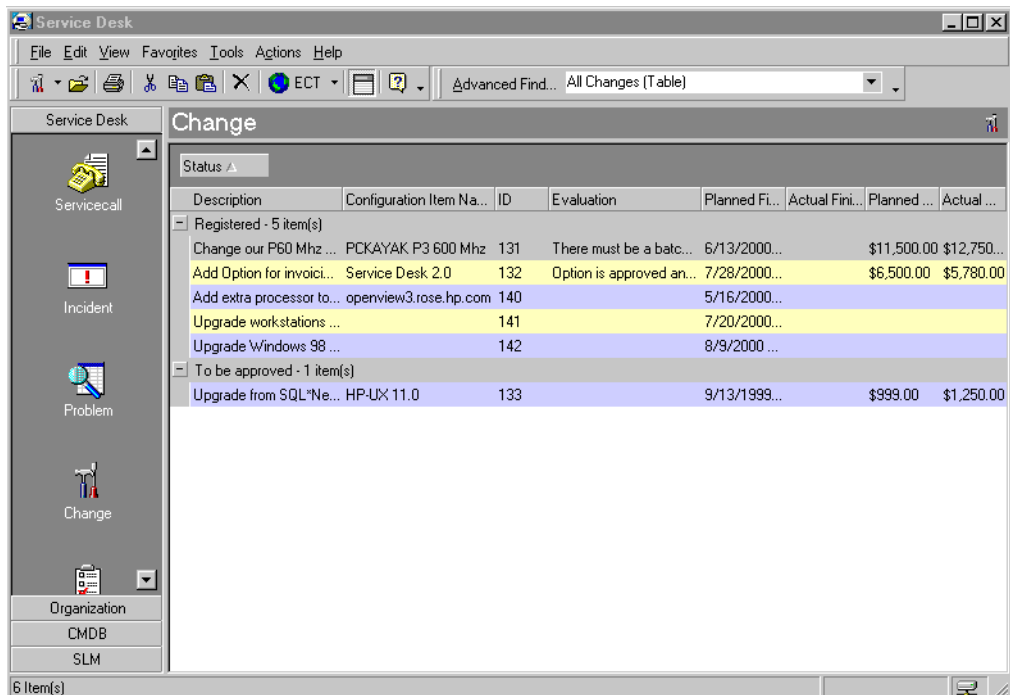 Service Desk
File Edit View Favorites Tools Actions Help
ECT Advanced Find... All Changes (Table)
Service Desk
Change
Status
Servicecall
Incident
Problem
Change
Organization
CMDB
SLM
Description Configuration Item Na... ID Evaluation Planned Fi... Actual Fini... Planned ... Actual ...
Registered - 5 item(s)
Change our P60 Mhz ... PCKAYAK P3 600 Mhz 131 There must be a batc... 6/13/2000... $11,500.00 $12,750...
Add Option for invoici... Service Desk 2.0 132 Option is approved an... 7/28/2000... $6,500.00 $5,780.00
Add extra processor to... openview3.rose.hp.com 140 5/16/2000...
Upgrade workstations ... 141 7/20/2000...
Upgrade Windows 98 ... 142 8/9/2000 ...
To be approved - 1 item(s)
Upgrade from SQL*Ne... HP-UX 11.0 133 9/13/1999... $999.00 $1,250.00
6 Item(s)